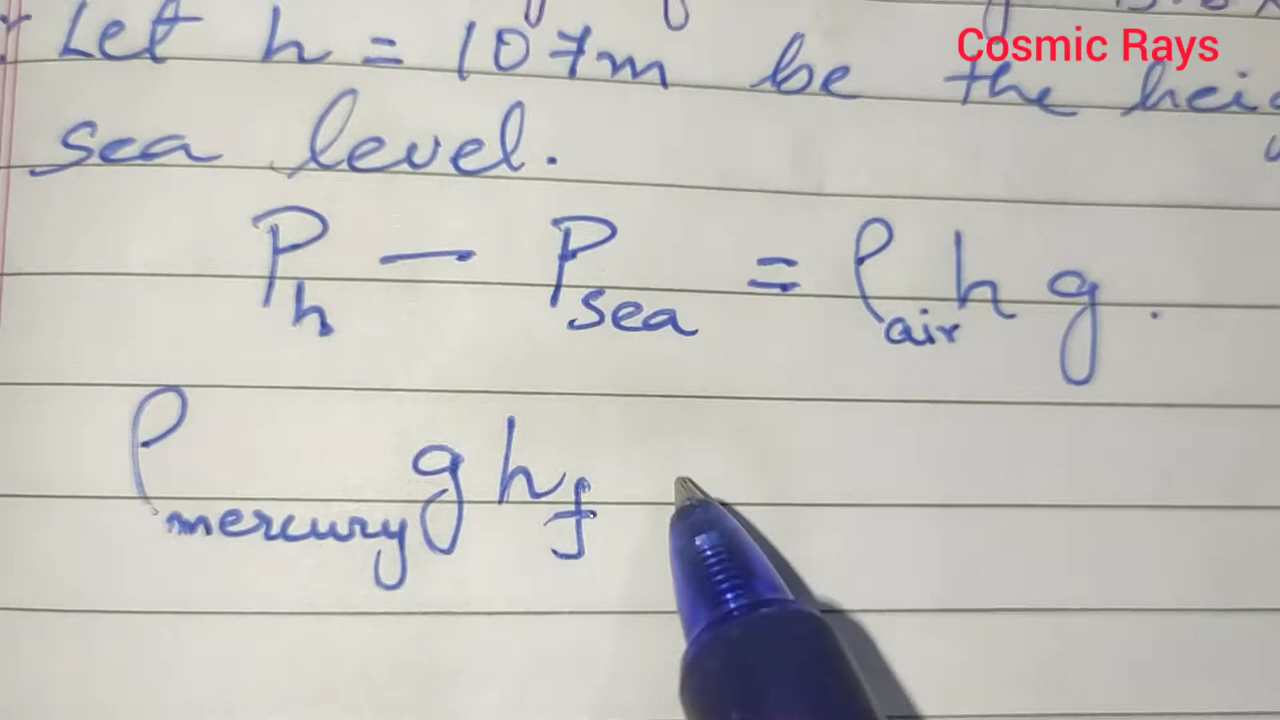 Cosmic Rays
Let h = 107m be the
sea level.
P_h - P_sea = ρ_air h g.
ρ_mercury g h_f